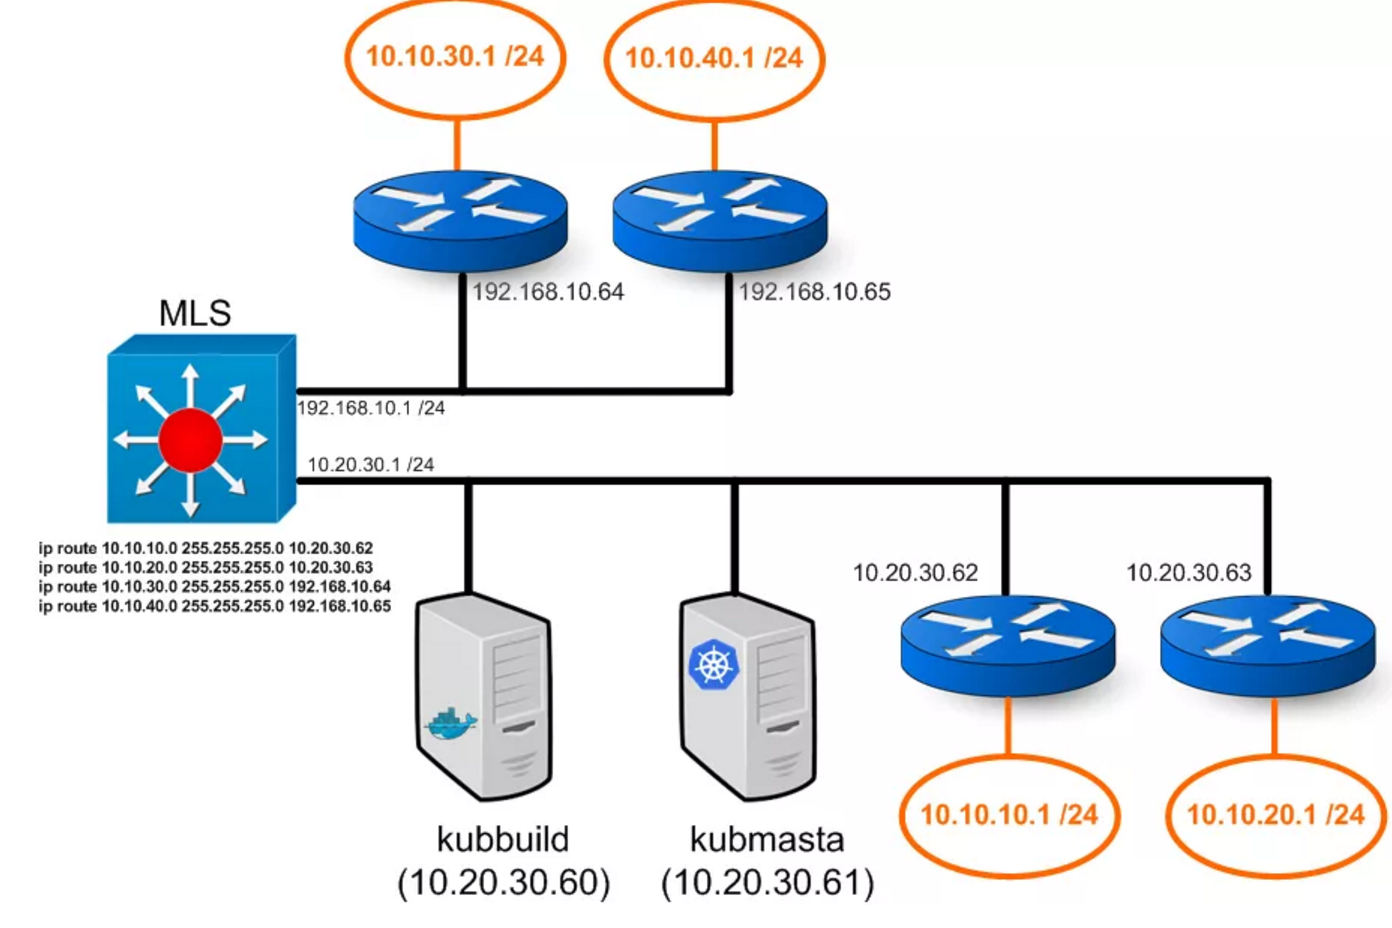 10.10.30.1 /24
10.10.40.1 /24
192.168.10.64
192.168.10.65
MLS
192.168.10.1 /24
10.20.30.1 /24
ip route 10.10.10.0 255.255.255.0 10.20.30.62
ip route 10.10.20.0 255.255.255.0 10.20.30.63
ip route 10.10.30.0 255.255.255.0 192.168.10.64
ip route 10.10.40.0 255.255.255.0 192.168.10.65
10.20.30.62
10.20.30.63
kubbuild
(10.20.30.60)
kubmasta
(10.20.30.61)
10.10.10.1 /24
10.10.20.1 /24